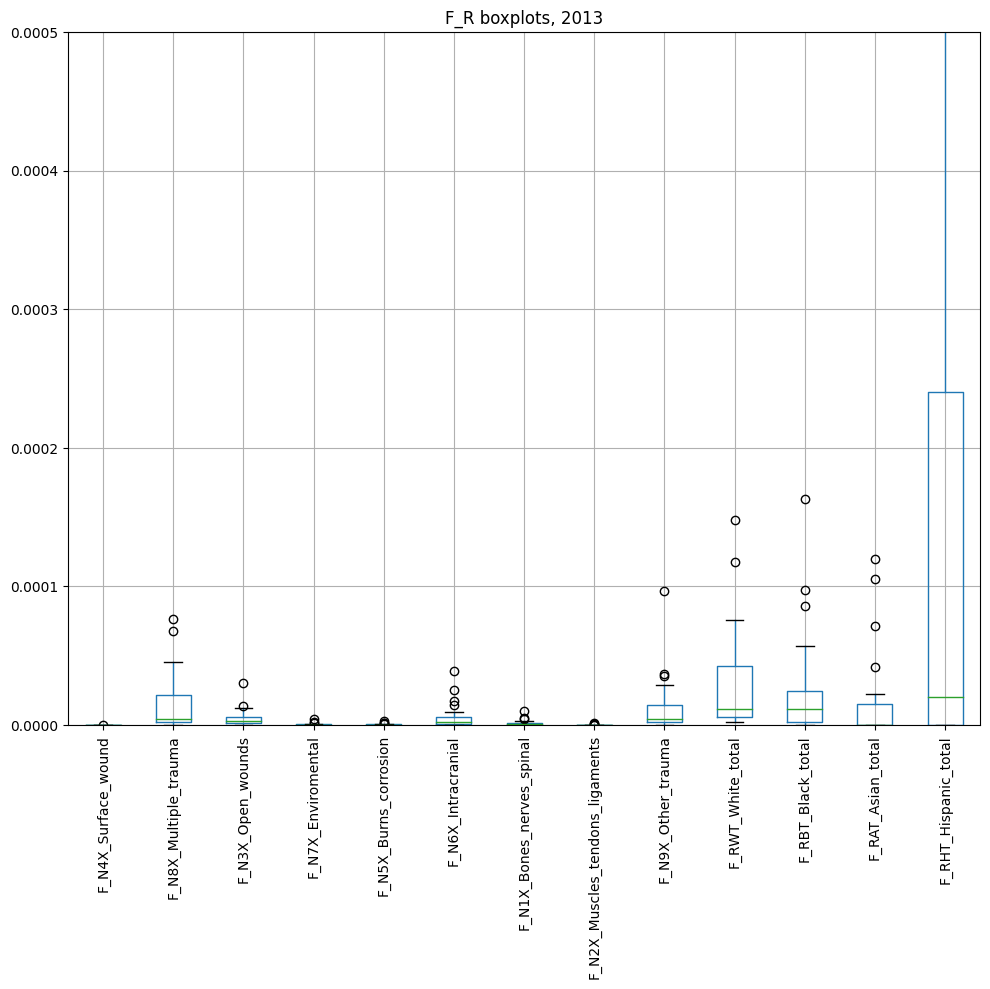 F_R boxplots, 2013
0.0005
0.0004
0.0003
0.0002
0.0001
0.0000
F_N4X_Surface_wound
F_N8X_Multiple_trauma
F_N3X_Open_wounds
F_N7X_Enviromental
F_N5X_Burns_corrosion
F_N6X_Intracranial
F_N1X_Bones_nerves_spinal
F_N2X_Muscles_tendons_ligaments
F_N9X_Other_trauma
F_RWT_White_total
F_RBT_Black_total
F_RAT_Asian_total
F_RHT_Hispanic_total